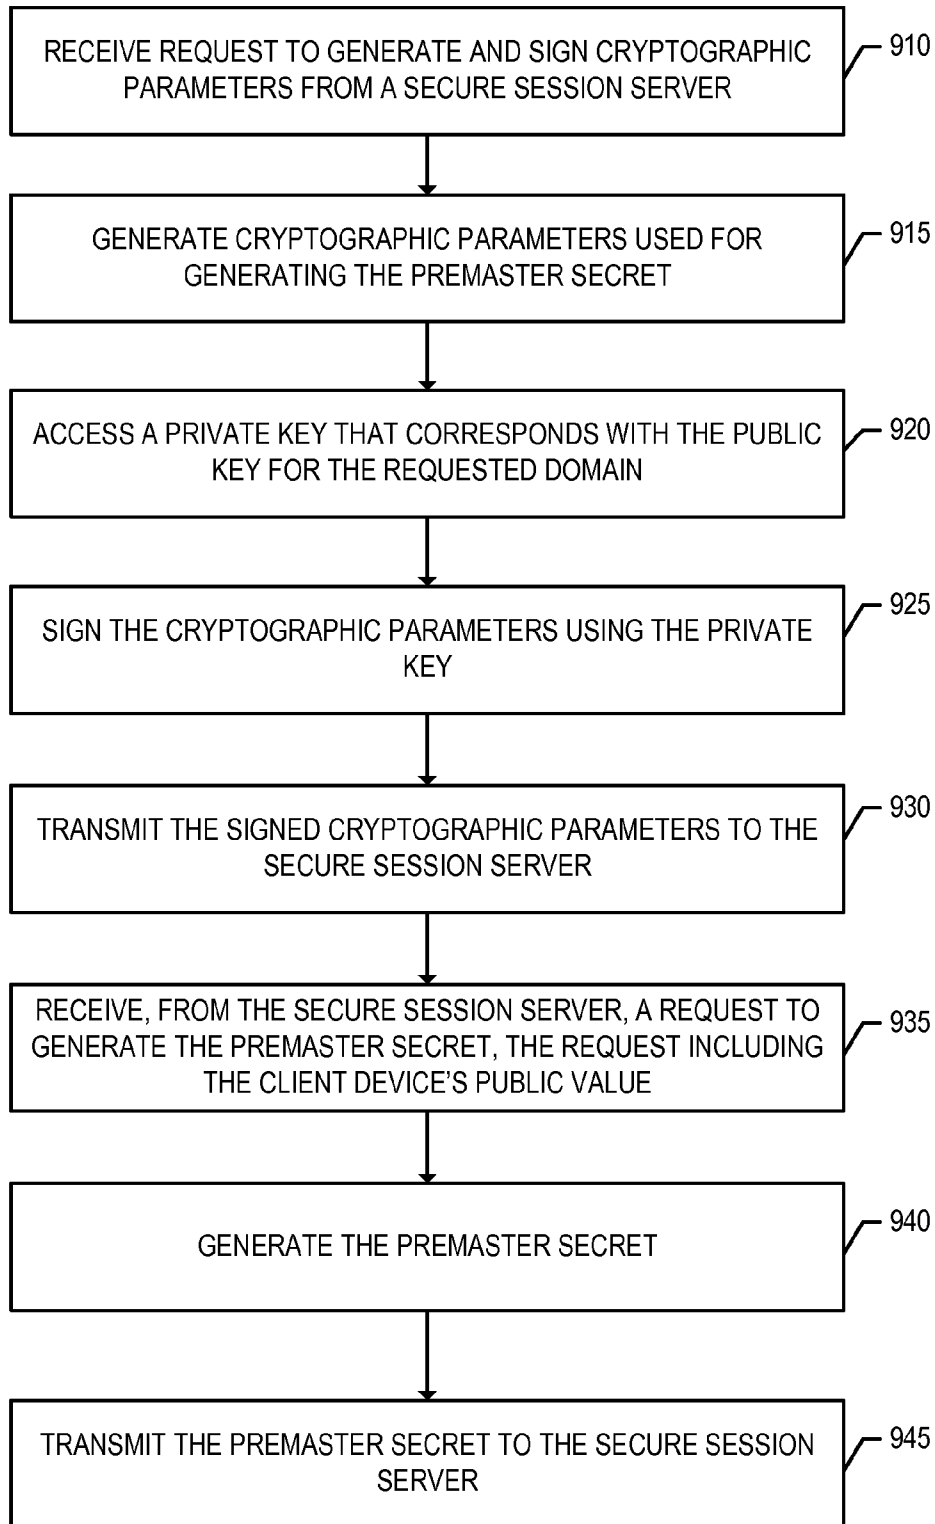 RECEIVE REQUEST TO GENERATE AND SIGN CRYPTOGRAPHIC
PARAMETERS FROM A SECURE SESSION SERVER
910
GENERATE CRYPTOGRAPHIC PARAMETERS USED FOR
GENERATING THE PREMASTER SECRET
915
ACCESS A PRIVATE KEY THAT CORRESPONDS WITH THE PUBLIC
KEY FOR THE REQUESTED DOMAIN
920
SIGN THE CRYPTOGRAPHIC PARAMETERS USING THE PRIVATE
KEY
925
TRANSMIT THE SIGNED CRYPTOGRAPHIC PARAMETERS TO THE
SECURE SESSION SERVER
930
RECEIVE, FROM THE SECURE SESSION SERVER, A REQUEST TO
GENERATE THE PREMASTER SECRET, THE REQUEST INCLUDING
THE CLIENT DEVICE'S PUBLIC VALUE
935
GENERATE THE PREMASTER SECRET
940
TRANSMIT THE PREMASTER SECRET TO THE SECURE SESSION
SERVER
945